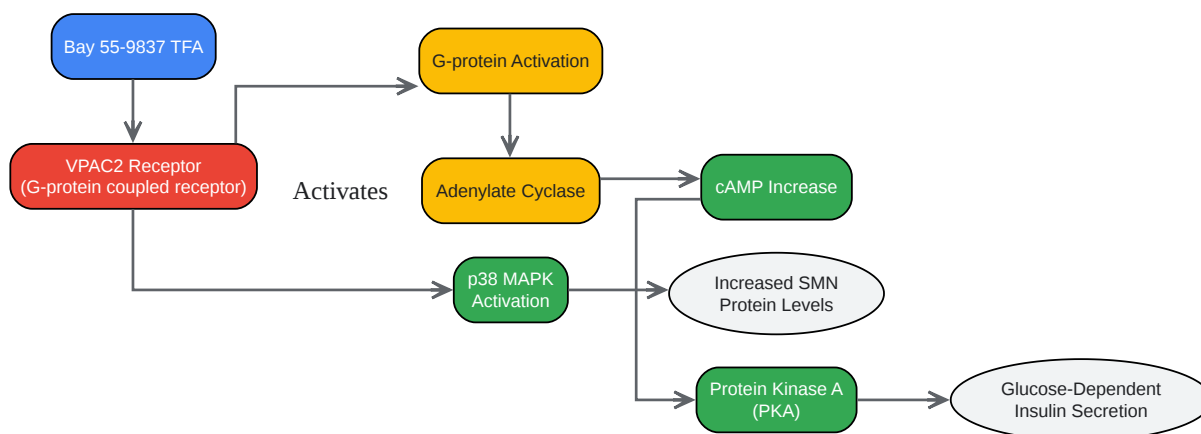 Bay 55-9837 TFA
G-protein Activation
VPAC2 Receptor
(G-protein coupled receptor)
Activates
Adenylate Cyclase
cAMP Increase
p38 MAPK
Activation
Increased SMN
Protein Levels
Protein Kinase A
(PKA)
Glucose-Dependent
Insulin Secretion